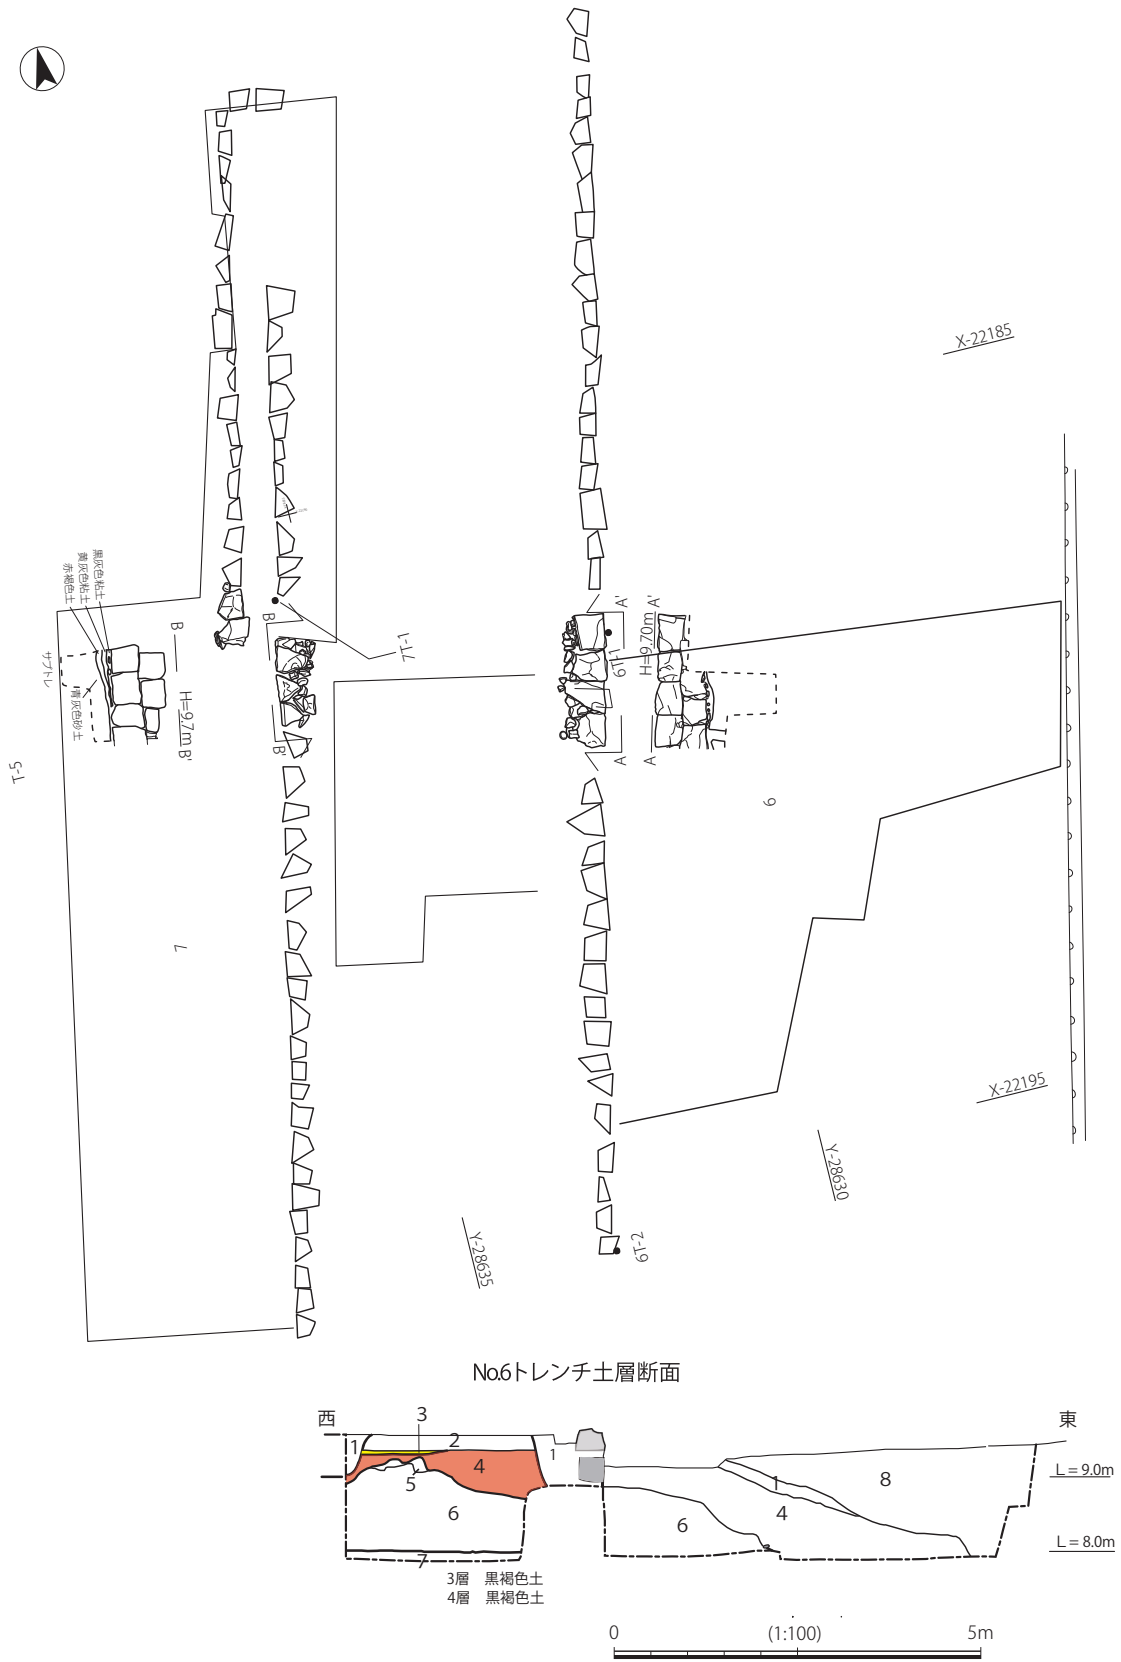 X-22185
黒灰色粘土
黄灰色粘土
赤褐色土
サブトレ
青灰色砂土
B
H=9.7m B'
B
B'
7T-1
T-5
7
A'
6T-1
H=9.70m A'
A
A
6
X-22195
Y-28630
Y-28635
6T-2
No.6トレンチ土層断面
西
東
3
1
2
1
4
5
6
7
1
8
4
6
L=9.0m
L=8.0m
3層 黒褐色土
4層 黒褐色土
0
(1:100)
5m